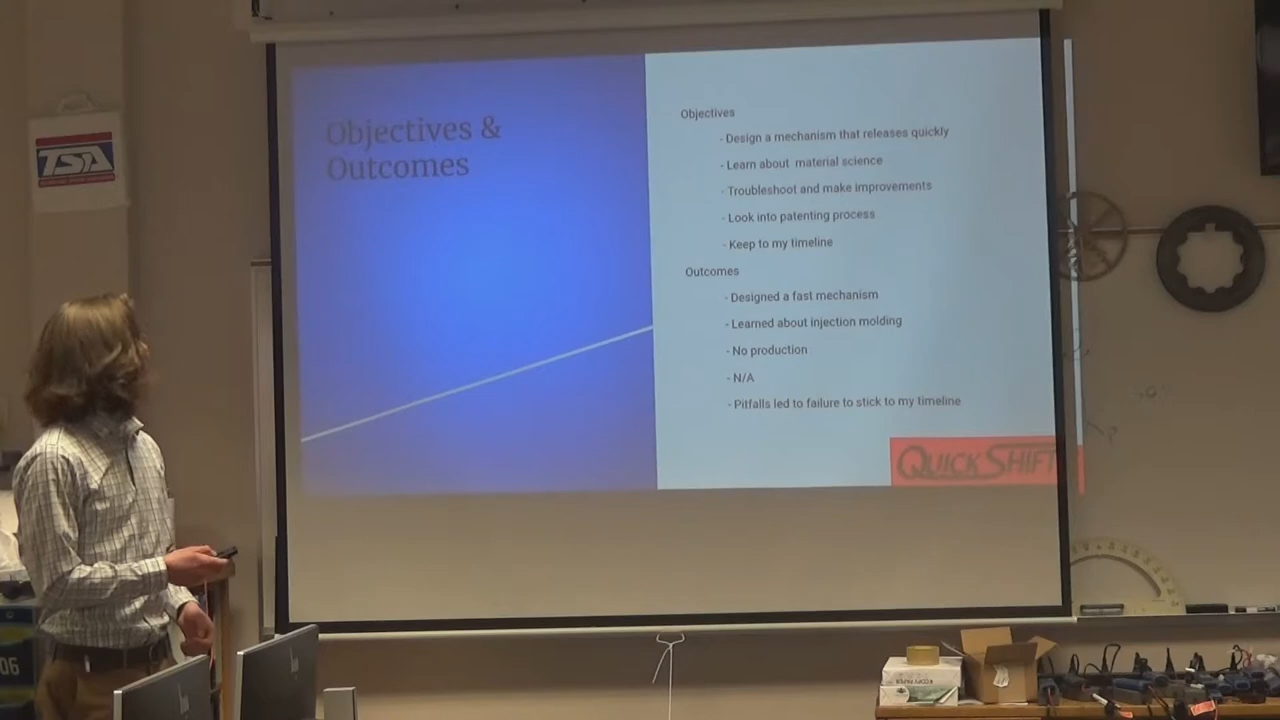 TSA
Objectives &
Outcomes
Objectives
- Design a mechanism that releases quickly
- Learn about material science
- Troubleshoot and make improvements
- Look into patenting process
- Keep to my timeline
Outcomes
- Designed a fast mechanism
- Learned about injection molding
- No production
- N/A
- Pitfalls led to failure to stick to my timeline
QUICKSHIFT
06